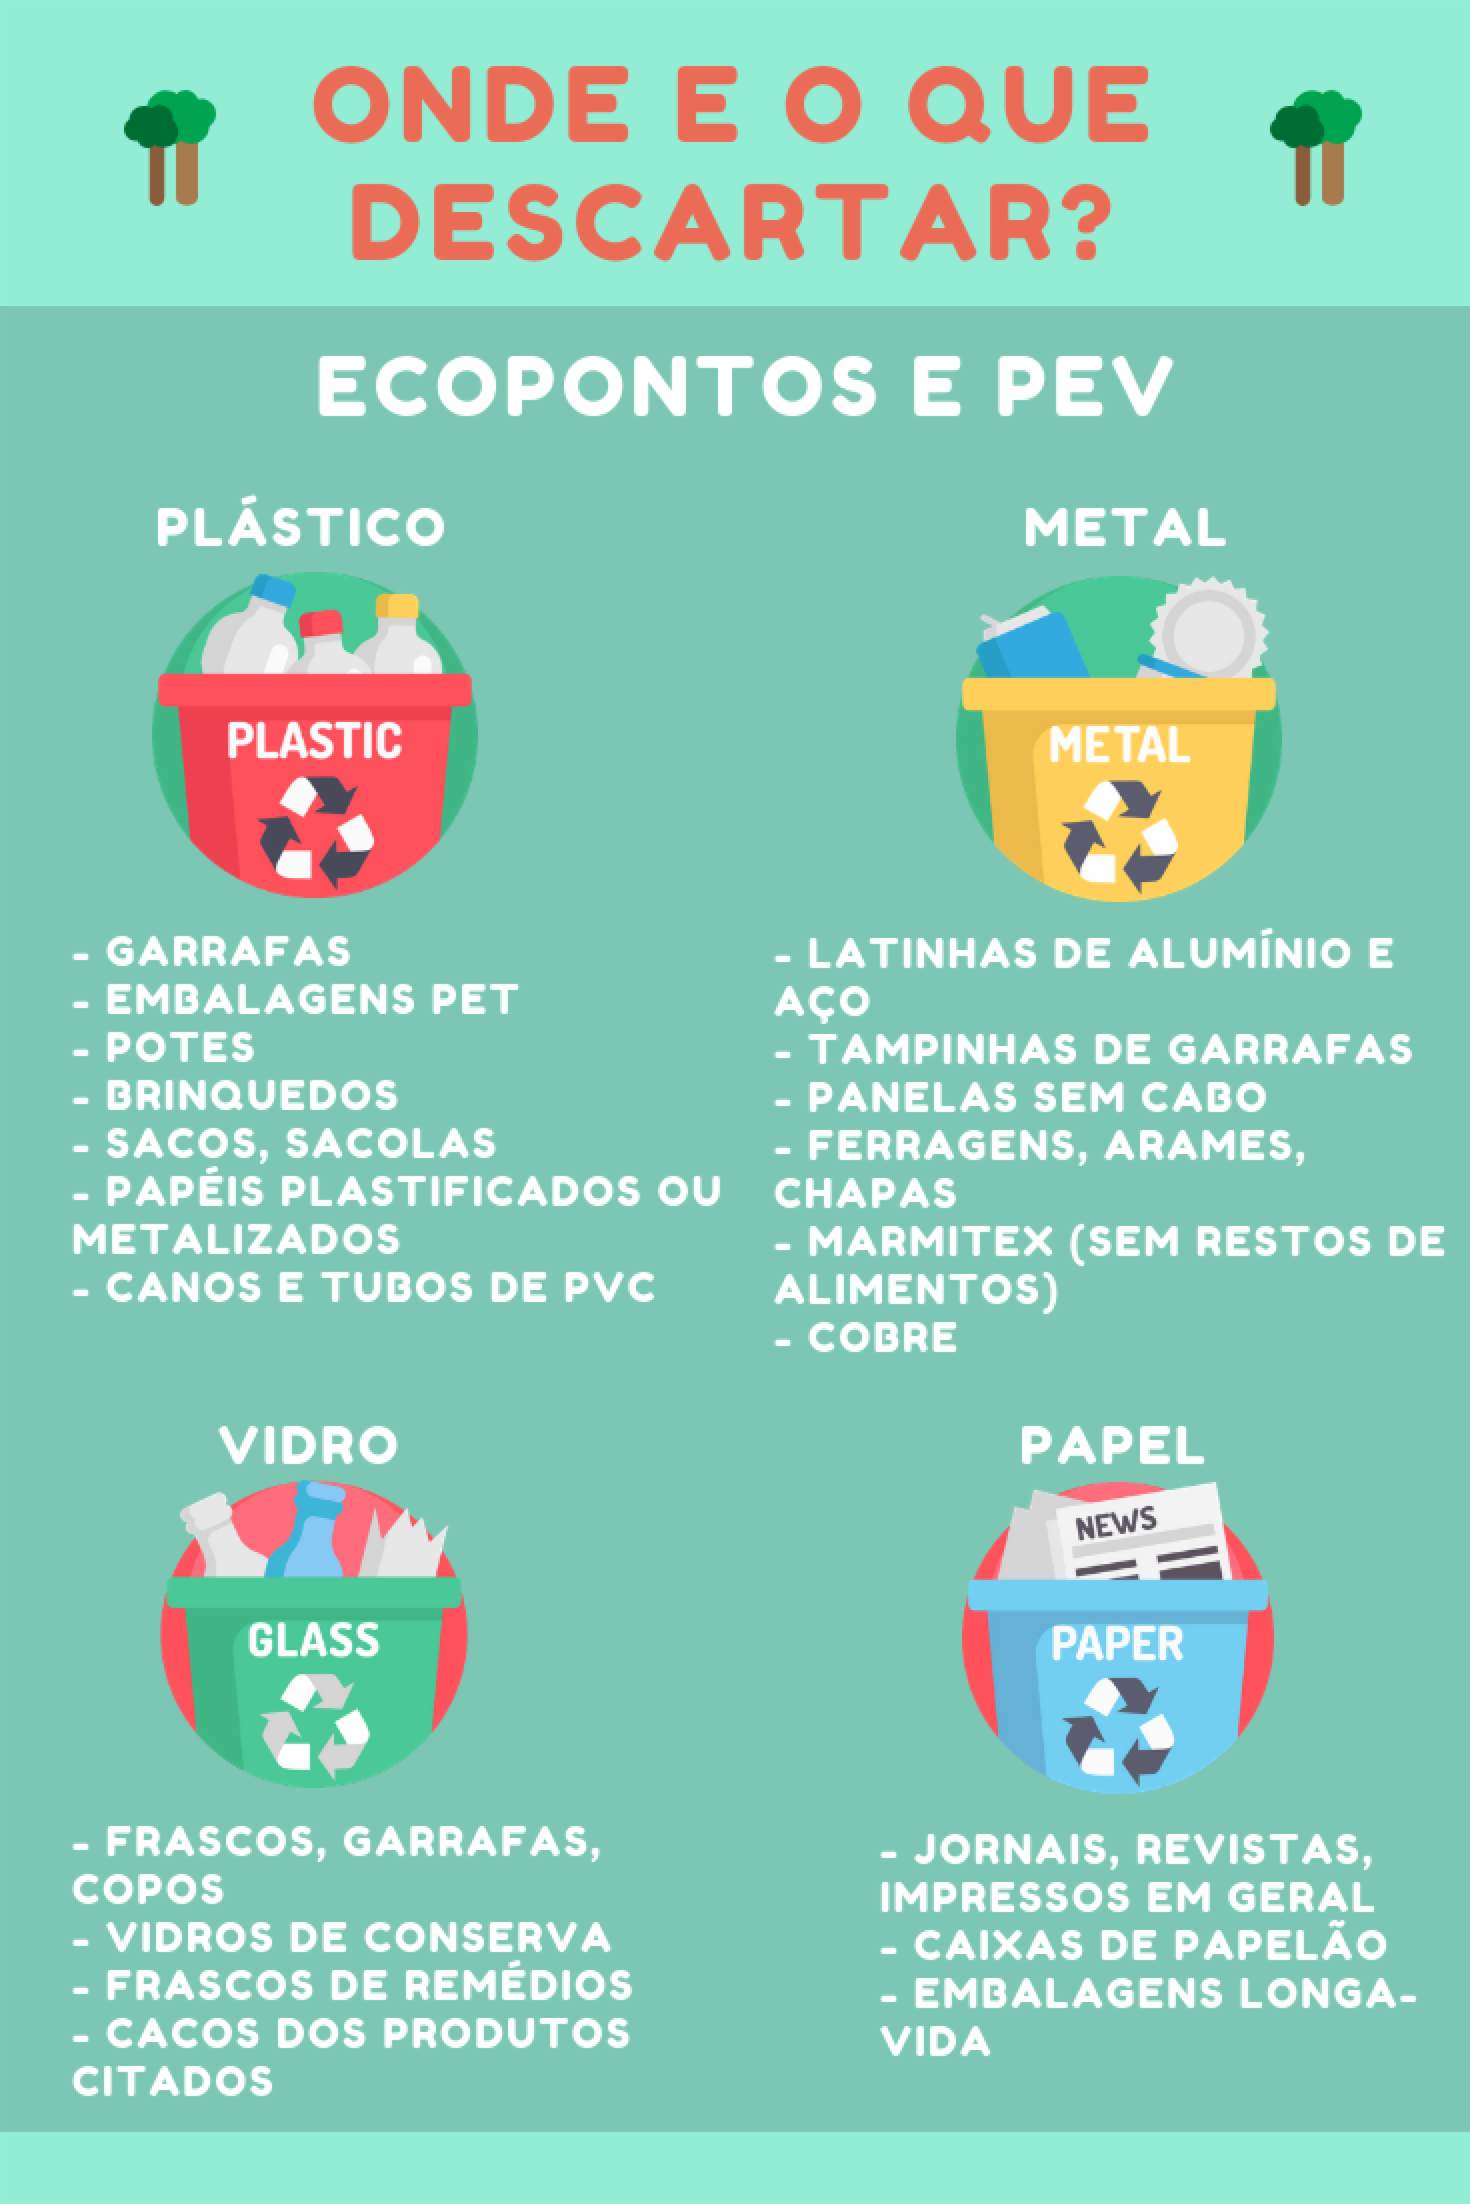 ONDE E O QUE
DESCARTAR?
ECOPONTOS E PEV
PLÁSTICO
PLASTIC
- GARRAFAS
- EMBALAGENS PET
- POTES
- BRINQUEDOS
- SACOS, SACOLAS
- PAPÉIS PLASTIFICADOS OU
METALIZADOS
- CANOS E TUBOS DE PVC
METAL
METAL
- LATINHAS DE ALUMÍNIO E
AÇO
- TAMPINHAS DE GARRAFAS
- PANELAS SEM CABO
- FERRAGENS, ARAMES,
CHAPAS
- MARMITEX (SEM RESTOS DE
ALIMENTOS)
- COBRE
VIDRO
GLASS
- FRASCOS, GARRAFAS,
COPOS
- VIDROS DE CONSERVA
- FRASCOS DE REMÉDIOS
- CACOS DOS PRODUTOS
CITADOS
PAPEL
NEWS
PAPER
- JORNAIS, REVISTAS,
IMPRESSOS EM GERAL
- CAIXAS DE PAPELÃO
- EMBALAGENS LONGA-
VIDA